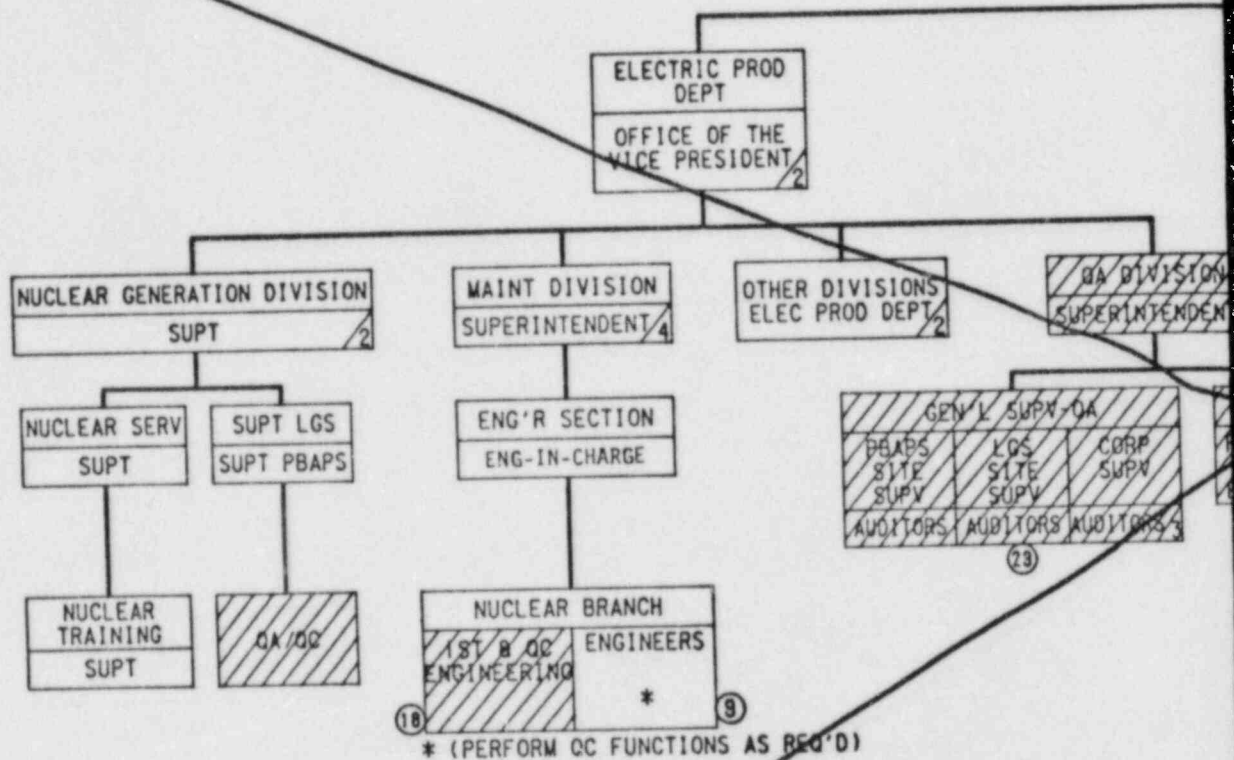 ELECTRIC PROD
DEPT
OFFICE OF THE
VICE PRESIDENT
2
NUCLEAR GENERATION DIVISION
SUPT
2
MAINT DIVISION
SUPERINTENDENT
4
OTHER DIVISIONS
ELEC PROD DEPT
2
QA DIVISION
SUPERINTENDENT
NUCLEAR SERV
SUPT
SUPT LGS
SUPT PBAPS
ENG'R SECTION
ENG-IN-CHARGE
GEN'L SUPV-QA
PBAPS
SITE
SUPV
AUDITORS
LGS
SITE
SUPV
AUDITORS
CORP
SUPV
AUDITORS
3
23
NUCLEAR
TRAINING
SUPT
QA/QC
NUCLEAR BRANCH
IST & QC
ENGINEERING
ENGINEERS
*
18
9
* (PERFORM QC FUNCTIONS AS REQ'D)